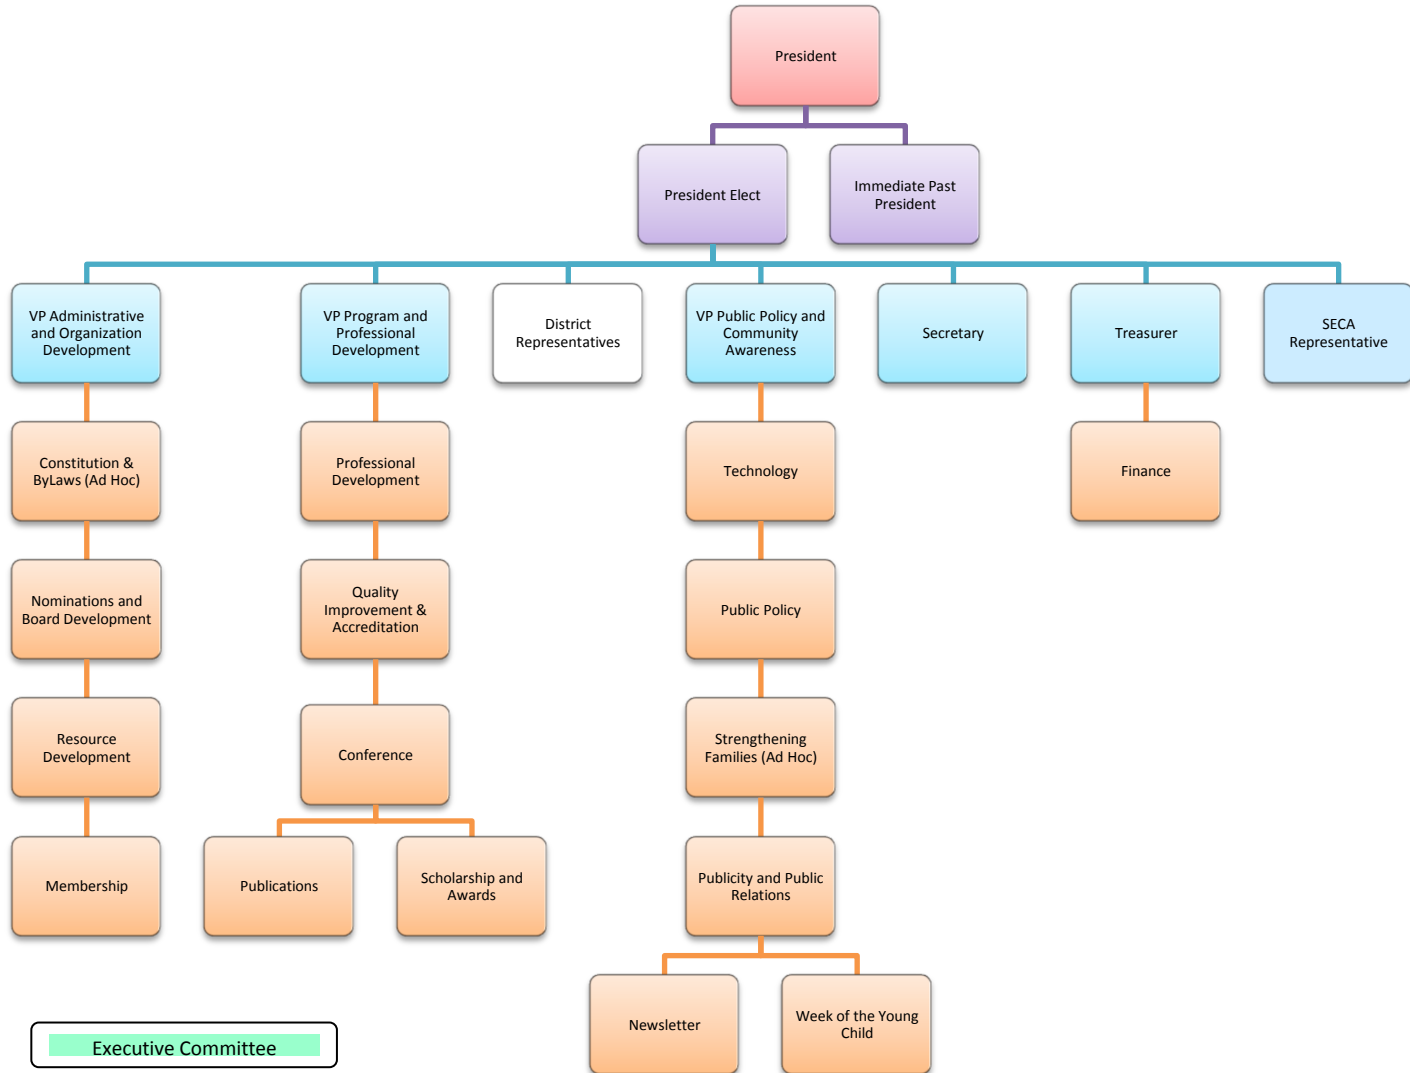 President
President Elect
Immediate Past
President
VP Administrative
and Organization
Development
VP Program and
Professional
Development
District
Representatives
VP Public Policy and
Community
Awareness
Secretary
Treasurer
SECA
Representative
Constitution &
ByLaws (Ad Hoc)
Professional
Development
Technology
Finance
Nominations and
Board Development
Quality
Improvement &
Accreditation
Public Policy
Resource
Development
Conference
Strengthening
Families (Ad Hoc)
Membership
Publications
Scholarship and
Awards
Publicity and Public
Relations
Newsletter
Week of the Young
Child
Executive Committee